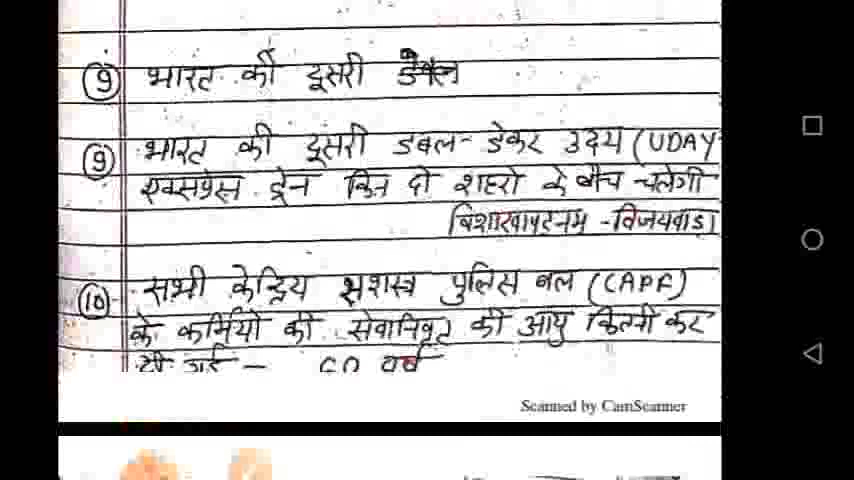 9 भारत की दूसरी डबल
9 भारत की दूसरी डबल-डेकर उदय (UDAY
एक्सप्रेस ट्रेन किन दो शहरो के बीच चलेगी
विशाखापटनम - विजयवाडा
10 सभी केन्द्रिय सशस्त्र पुलिस बल (CAPF)
के कर्मियो की सेवानिवृत की आयु कितनी कर
दी गई - 60 वर्ष
Scanned by CamScanner